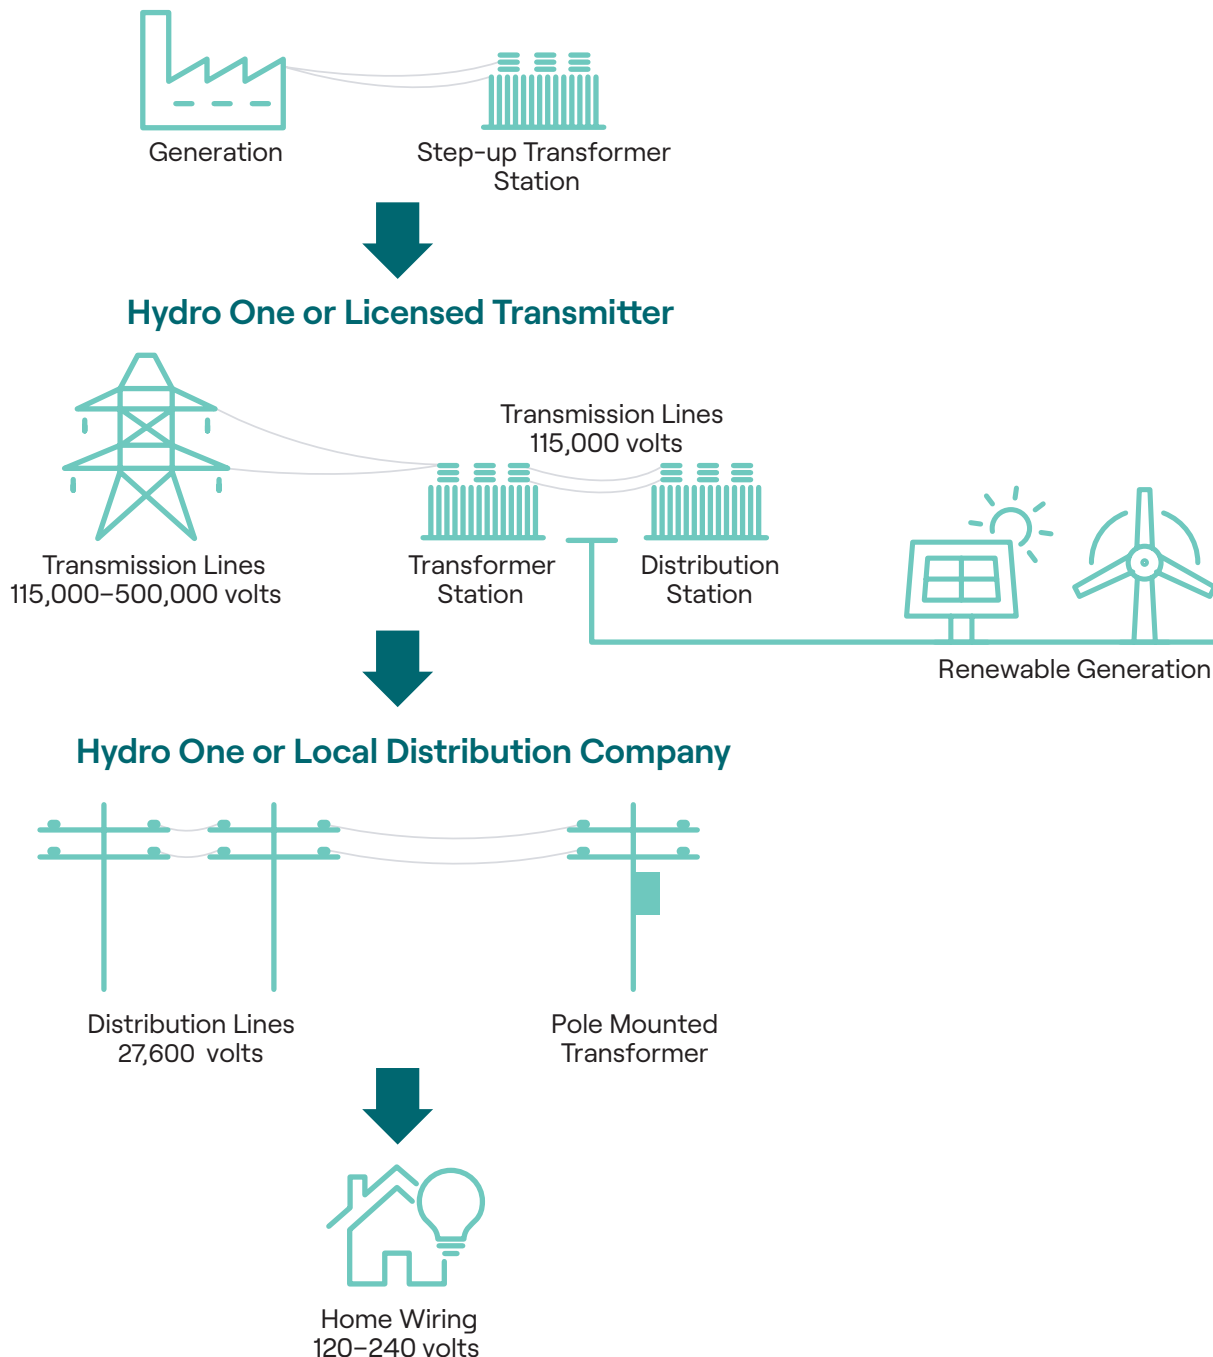 Generation
Step-up Transformer
Station
Hydro One or Licensed Transmitter
Transmission Lines
115,000 volts
Transmission Lines
115,000–500,000 volts
Transformer
Station
Distribution
Station
Renewable Generation
Hydro One or Local Distribution Company
Distribution Lines
27,600 volts
Pole Mounted
Transformer
Home Wiring
120–240 volts